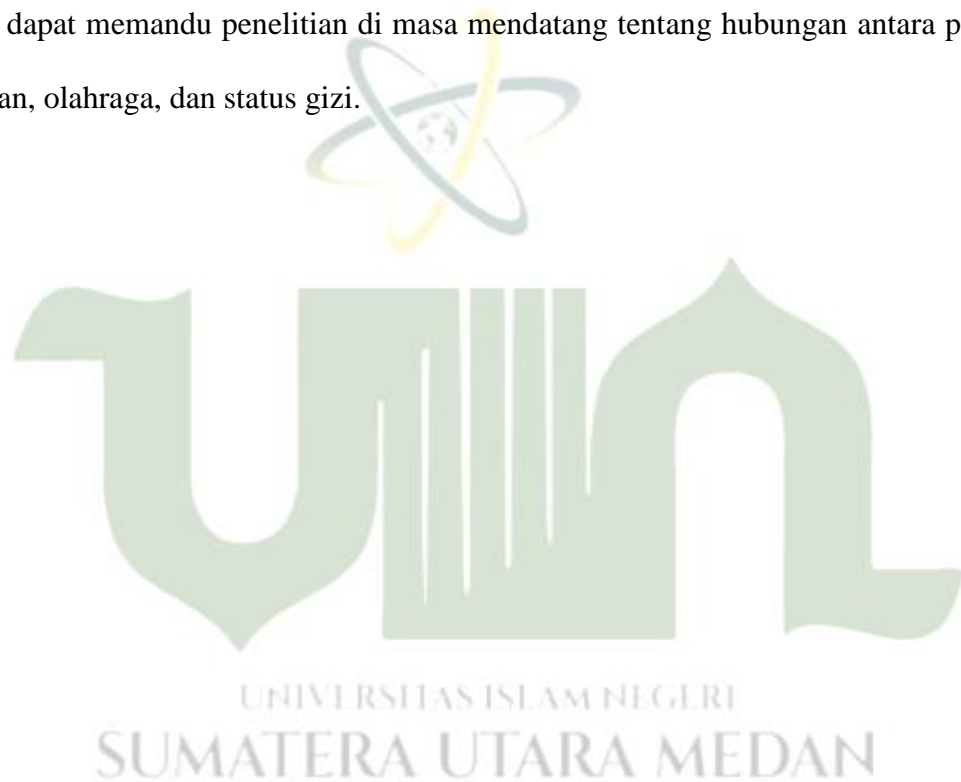 dapat memandu penelitian di masa mendatang tentang hubungan antara p
an, olahraga, dan status gizi.
UIN
UNIVERSITAS ISLAM NEGERI
SUMATERA UTARA MEDAN